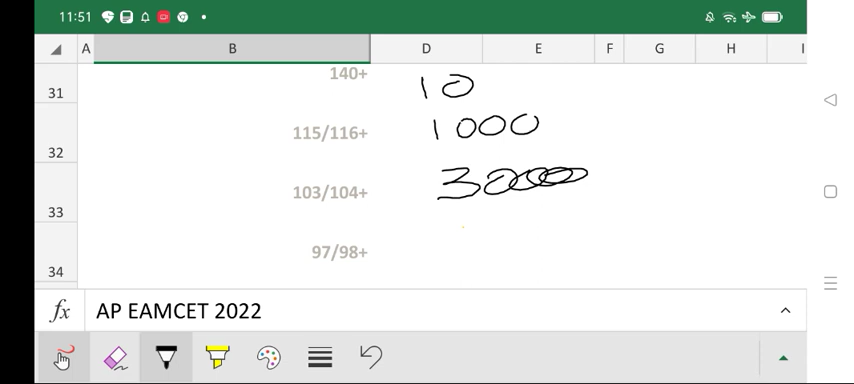 11:51
A B D E F G H I
31 140+ 10
32 115/116+ 1000
33 103/104+
34 97/98+
fx AP EAMCET 2022